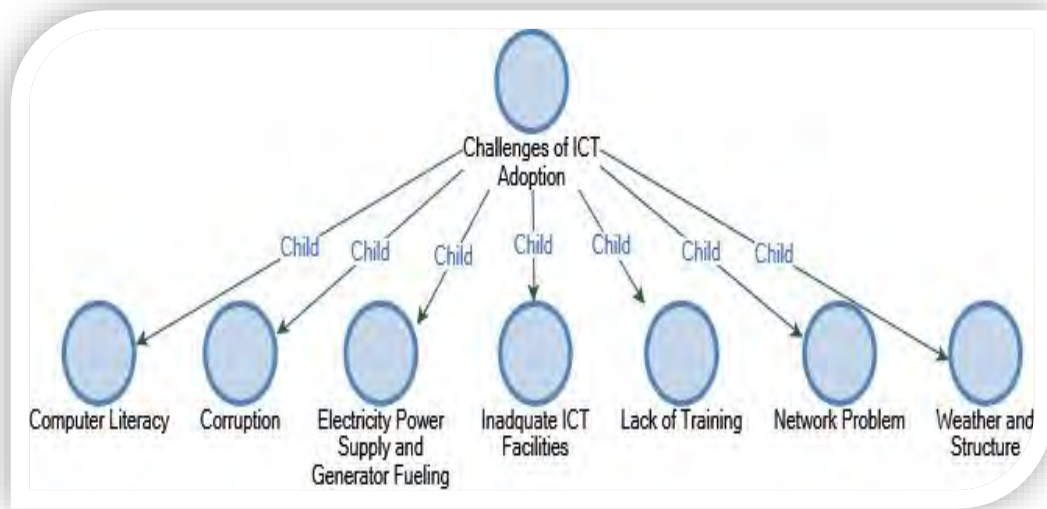 Challenges of ICT
Adoption
Child
Child
Child
Child
Child
Child
Child
Computer Literacy
Corruption
Electricity Power
Supply and
Generator Fueling
Inadquate ICT
Facilities
Lack of Training
Network Problem
Weather and
Structure